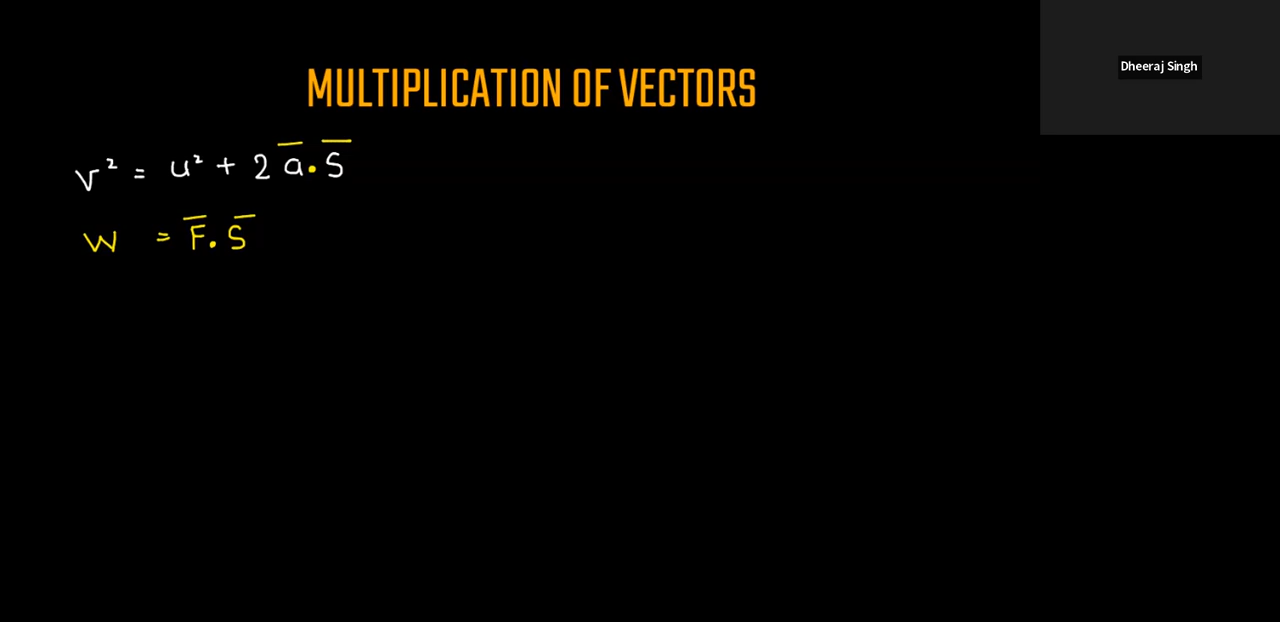 Dheeraj Singh
MULTIPLICATION OF VECTORS
v² = u² + 2 a̅ . S̅
W = F̅ . S̅